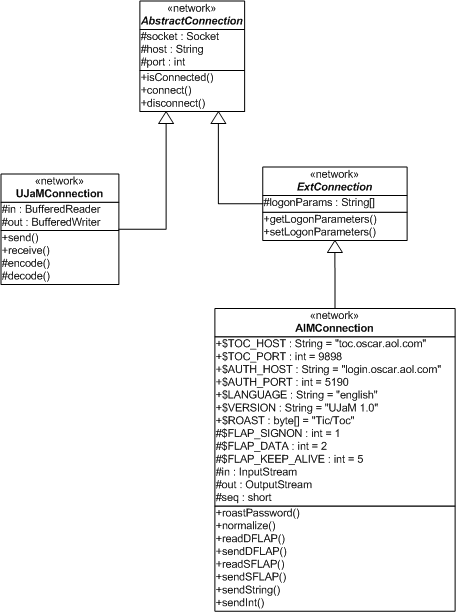 «network»
AbstractConnection
#socket : Socket
#host : String
#port : int
+isConnected()
+connect()
+disconnect()
«network»
UJaMConnection
#in : BufferedReader
#out : BufferedWriter
+send()
+receive()
#encode()
#decode()
«network»
ExtConnection
#logonParams : String[]
+getLogonParameters()
+setLogonParameters()
«network»
AIMConnection
+$TOC_HOST : String = "toc.oscar.aol.com"
+$TOC_PORT : int = 9898
+$AUTH_HOST : String = "login.oscar.aol.com"
+$AUTH_PORT : int = 5190
+$LANGUAGE : String = "english"
+$VERSION : String = "UJaM 1.0"
+$ROAST : byte[] = "Tic/Toc"
#$FLAP_SIGNON : int = 1
#$FLAP_DATA : int = 2
#$FLAP_KEEP_ALIVE : int = 5
#in : InputStream
#out : OutputStream
#seq : short
+roastPassword()
+normalize()
+readDFLAP()
+sendDFLAP()
+readSFLAP()
+sendSFLAP()
+sendString()
+sendInt()